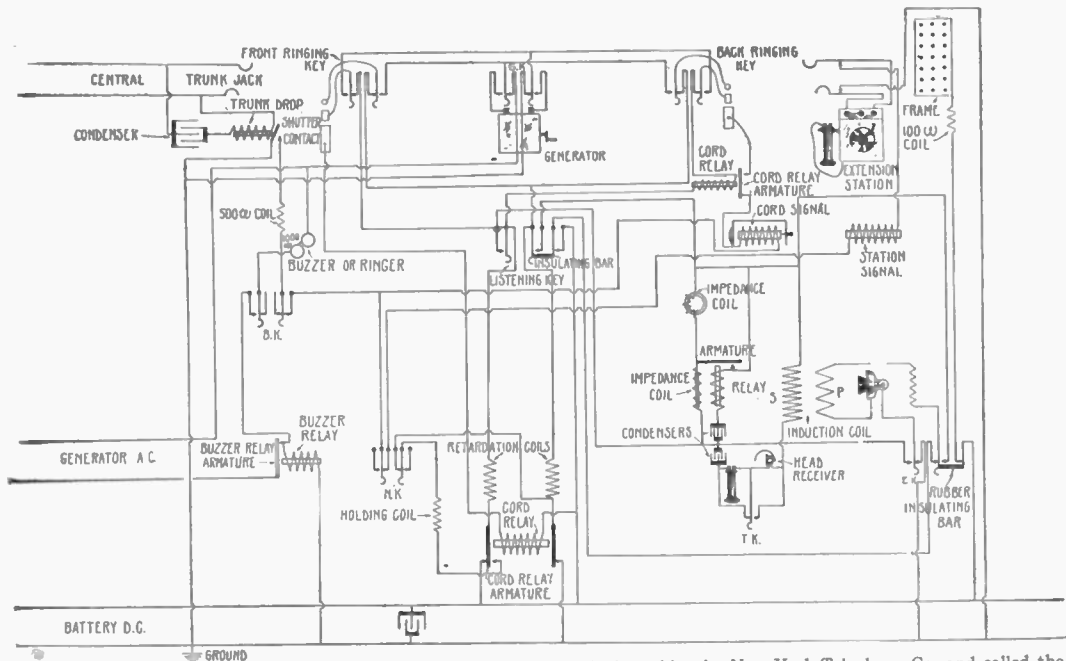 FRONT RINGING
KEY
BACK RINGING
KEY
CENTRAL
TRUNK JACK
TRUNK DROP
CONDENSER
SHUTTER
CONTACT
GENERATOR
FRAME
100 ω
COIL
EXTENSION
STATION
CORD
RELAY
CORD RELAY
ARMATURE
CORD SIGNAL
500 ω COIL
BUZZER OR RINGER
INSULATING BAR
LISTENING KEY
STATION
SIGNAL
IMPEDANCE
COIL
B.K.
ARMATURE
IMPEDANCE
COIL
RELAY
S
P
INDUCTION COIL
BUZZER
RELAY
BUZZER RELAY
ARMATURE
GENERATOR A C.
RETARDATION COILS
CONDENSERS
HEAD
RECEIVER
N.K
HOLDING COIL
CORD
RELAY
CORD RELAY
ARMATURE
T K.
RUBBER
INSULATING
BAR
BATTERY D.C.
GROUND
called the